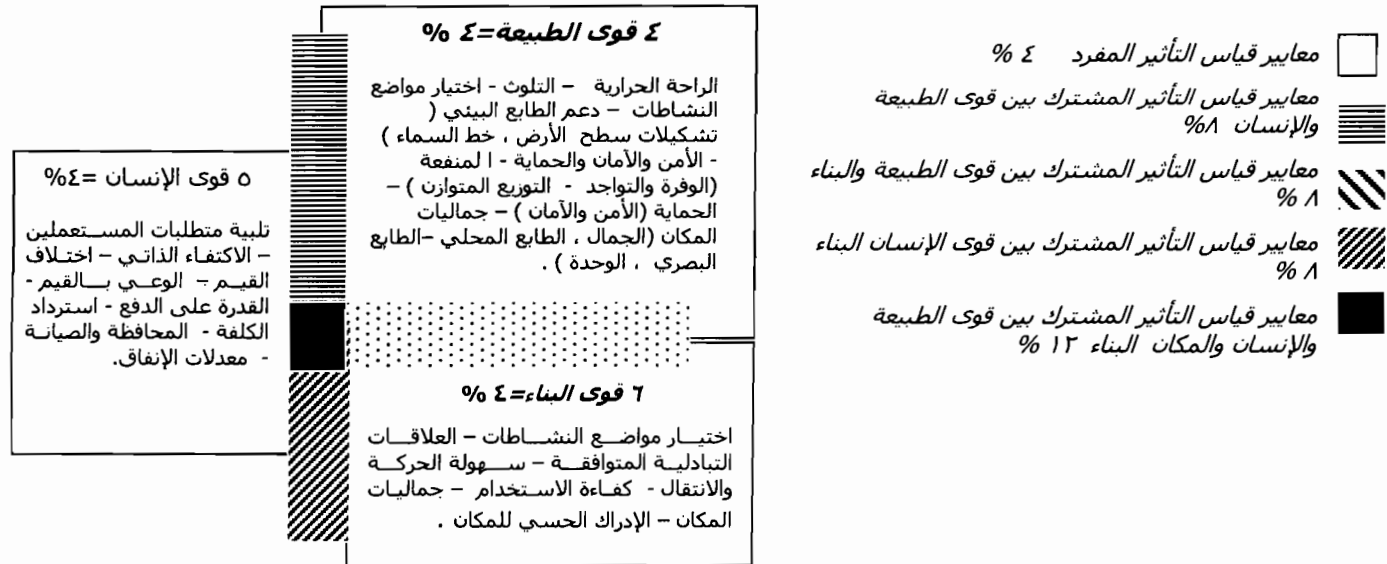 ٤ قوى الطبيعة=٤ %
الراحة الحرارية – التلوث - اختيار مواضع
النشاطات – دعم الطابع البيئي (
تشكيلات سطح الأرض ، خط السماء )
- الأمن والآمان والحماية - ا لمنفعة
(الوفرة والتواجد - التوزيع المتوازن ) –
الحماية (الأمن والآمان ) – جماليات
المكان (الجمال ، الطابع المحلي –الطابع
البصري ، الوحدة ) .
٥ قوى الإنسان =٤%
تلبية متطلبات المستعملين
– الاكتفاء الذاتي – اختلاف
القيم – الوعي بالقيم -
القدرة على الدفع - استرداد
الكلفة - المحافظة والصيانة
- معدلات الإنفاق.
٦ قوى البناء=٤ %
اختيار مواضع النشاطات – العلاقات
التبادلية المتوافقة – سهولة الحركة
والانتقال - كفاءة الاستخدام – جماليات
المكان – الإدراك الحسي للمكان .
معايير قياس التأثير المفرد ٤ %
معايير قياس التأثير المشترك بين قوى الطبيعة
والإنسان ٨%
معايير قياس التأثير المشترك بين قوى الطبيعة والبناء
٨ %
معايير قياس التأثير المشترك بين قوى الإنسان البناء
٨ %
معايير قياس التأثير المشترك بين قوى الطبيعة
والإنسان والمكان البناء ١٢ %